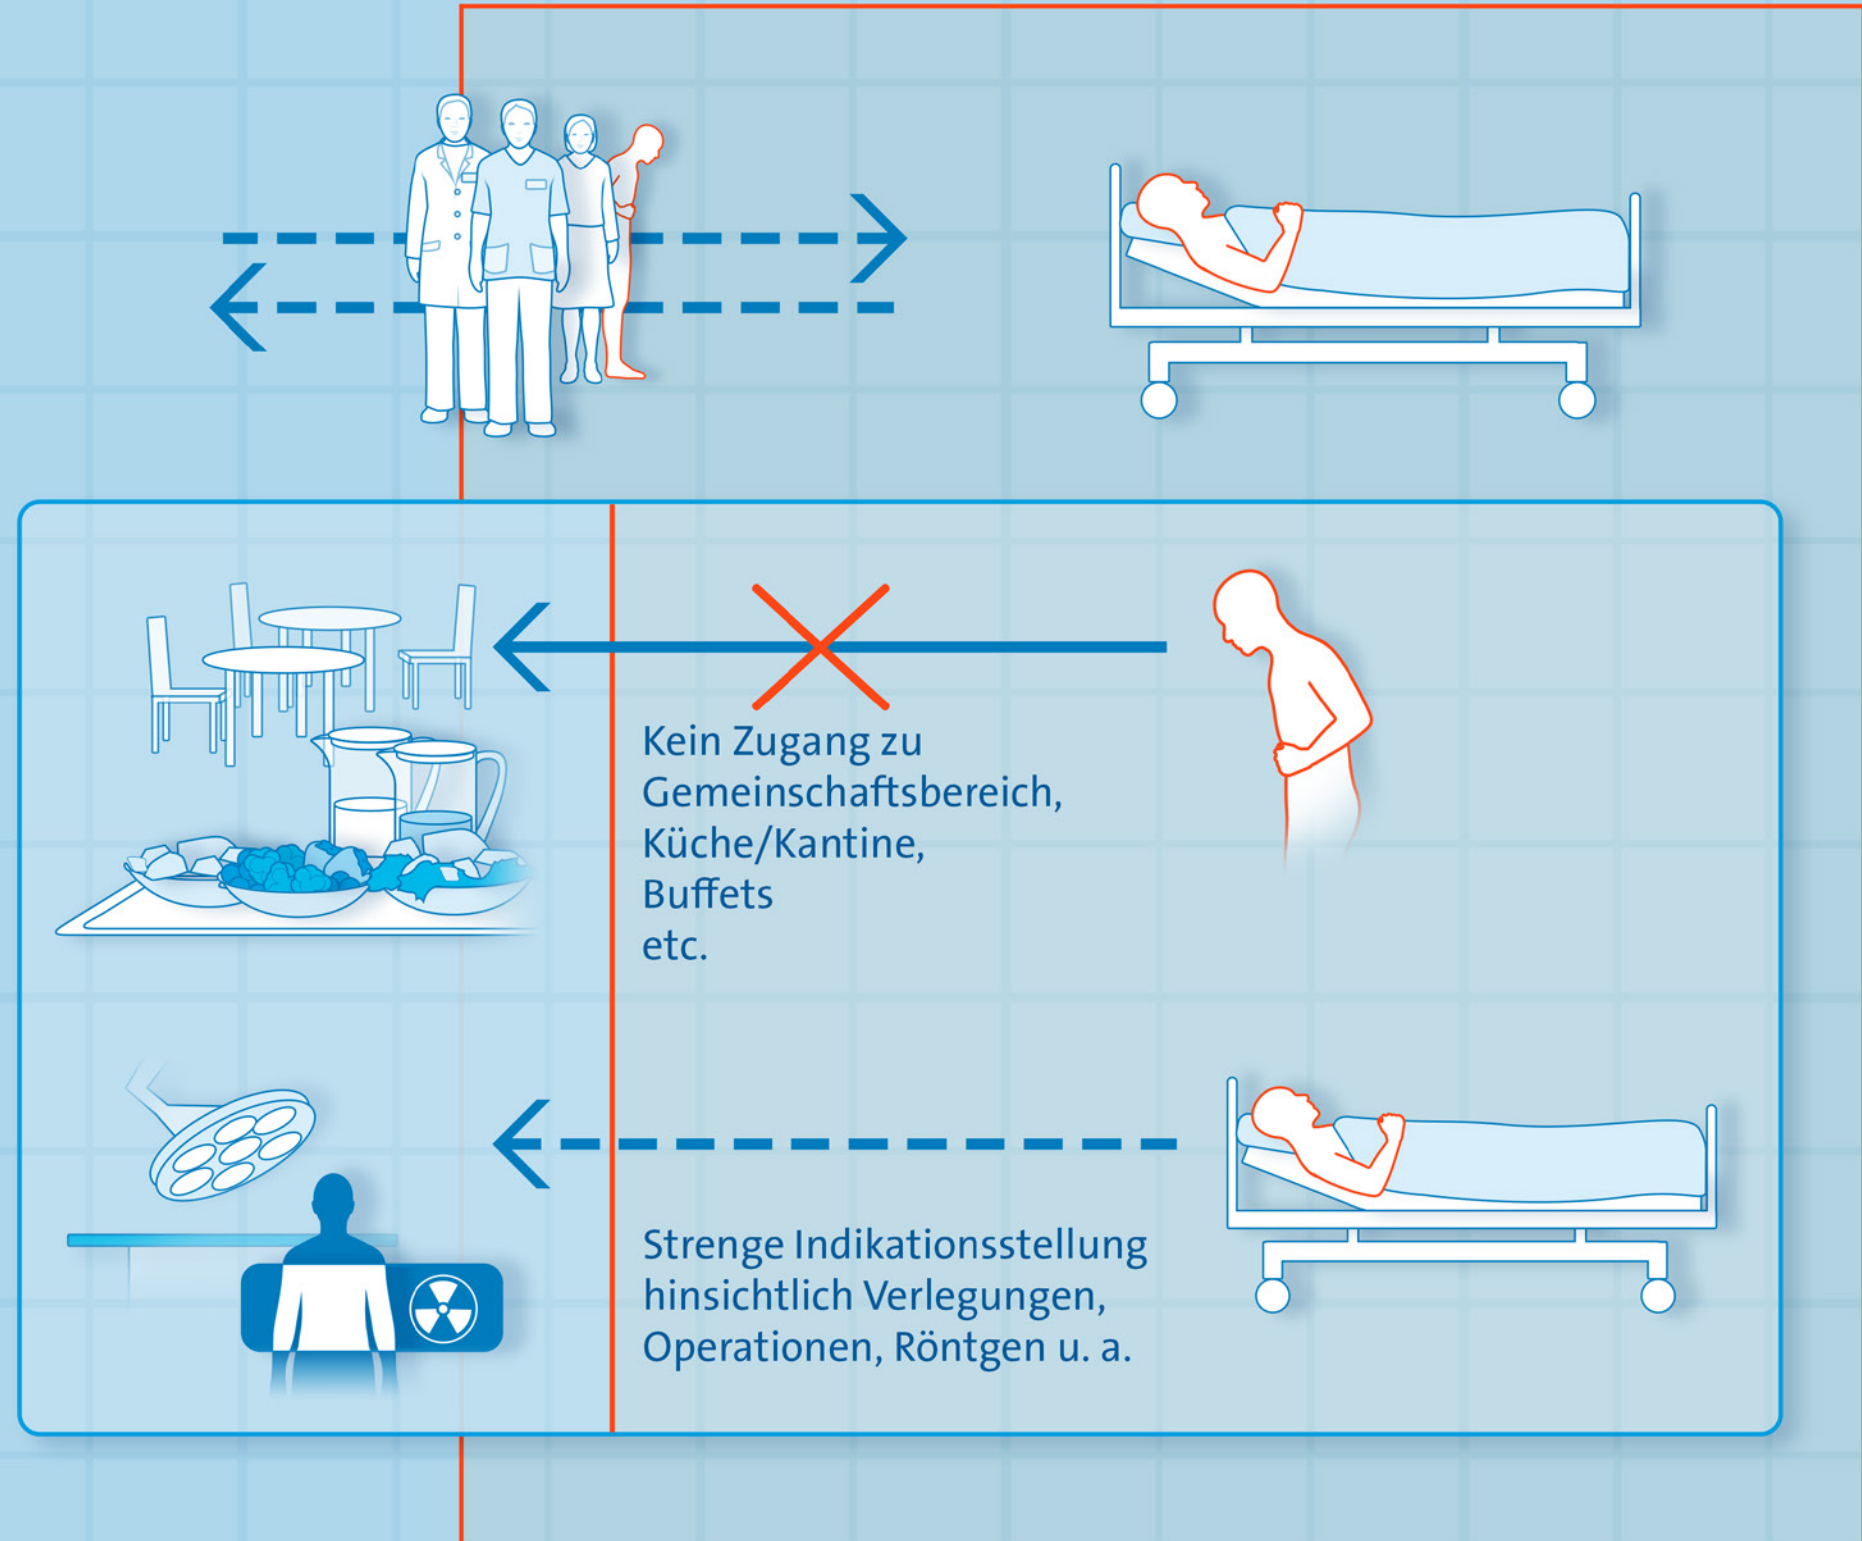 Kein Zugang zu
Gemeinschaftsbereich,
Küche/Kantine,
Buffets
etc.
Strenge Indikationsstellung
hinsichtlich Verlegungen,
Operationen, Röntgen u. a.